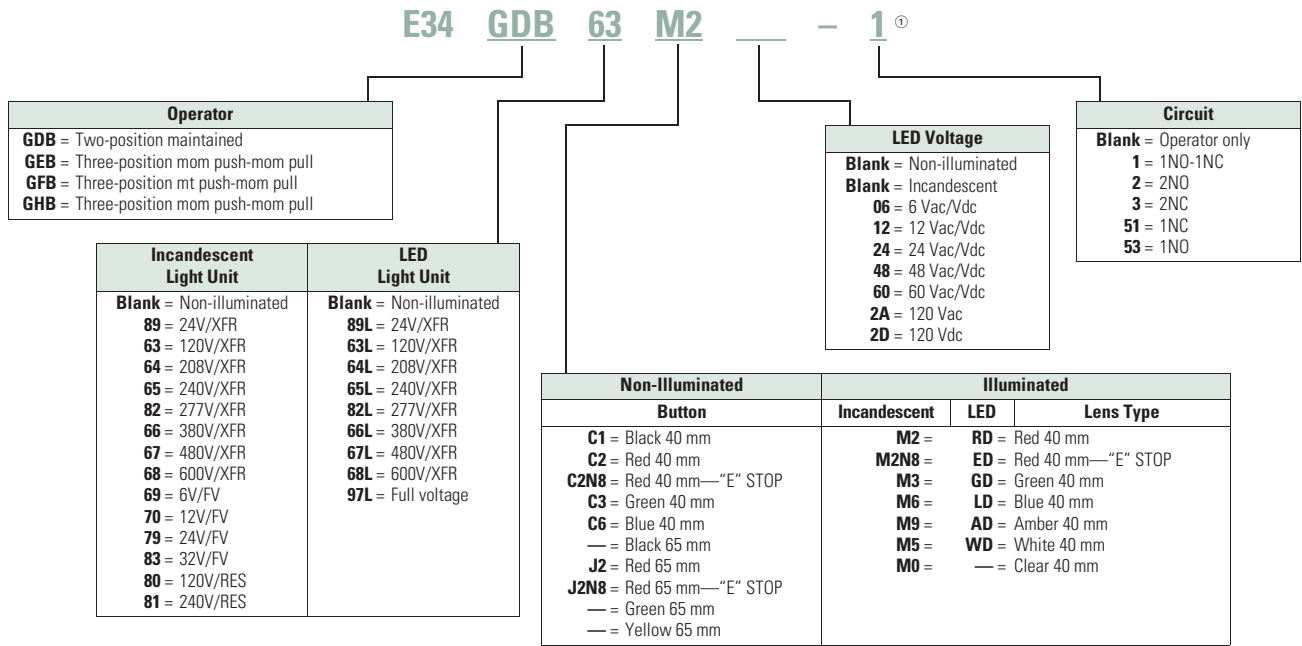 E34 GDB 63 M2 ___ – 1 ①
Operator
GDB = Two-position maintained
GEB = Three-position mom push-mom pull
GFB = Three-position mt push-mom pull
GHB = Three-position mom push-mom pull
Incandescent
Light Unit
Blank = Non-illuminated
89 = 24V/XFR
63 = 120V/XFR
64 = 208V/XFR
65 = 240V/XFR
82 = 277V/XFR
66 = 380V/XFR
67 = 480V/XFR
68 = 600V/XFR
69 = 6V/FV
70 = 12V/FV
79 = 24V/FV
83 = 32V/FV
80 = 120V/RES
81 = 240V/RES
LED
Light Unit
Blank = Non-illuminated
89L = 24V/XFR
63L = 120V/XFR
64L = 208V/XFR
65L = 240V/XFR
82L = 277V/XFR
66L = 380V/XFR
67L = 480V/XFR
68L = 600V/XFR
97L = Full voltage
Non-Illuminated
Button
C1 = Black 40 mm
C2 = Red 40 mm
C2N8 = Red 40 mm—“E” STOP
C3 = Green 40 mm
C6 = Blue 40 mm
— = Black 65 mm
J2 = Red 65 mm
J2N8 = Red 65 mm—“E” STOP
— = Green 65 mm
— = Yellow 65 mm
Illuminated
Incandescent LED Lens Type
M2 = RD = Red 40 mm
M2N8 = ED = Red 40 mm—“E” STOP
M3 = GD = Green 40 mm
M6 = LD = Blue 40 mm
M9 = AD = Amber 40 mm
M5 = WD = White 40 mm
M0 = — = Clear 40 mm
LED Voltage
Blank = Non-illuminated
Blank = Incandescent
06 = 6 Vac/Vdc
12 = 12 Vac/Vdc
24 = 24 Vac/Vdc
48 = 48 Vac/Vdc
60 = 60 Vac/Vdc
2A = 120 Vac
2D = 120 Vdc
Circuit
Blank = Operator only
1 = 1NO-1NC
2 = 2NO
3 = 2NC
51 = 1NC
53 = 1NO